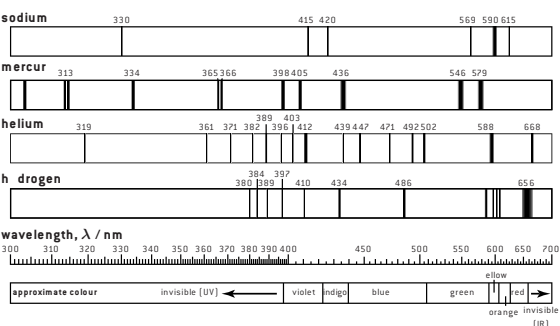 sodium
330 415 420 569 590 615
mercur
313 334 365 366 398 405 436 546 579
helium
319 361 371 382 389 396 403 412 439 447 471 492 502 588 668
h drogen
380 384 389 397 410 434 486 656
wavelength, λ / nm
300 310 320 330 340 350 360 370 380 390 400 450 500 550 600 650 700
approximate colour invisible (UV) violet indigo blue green ellow orange red invisible (IR)